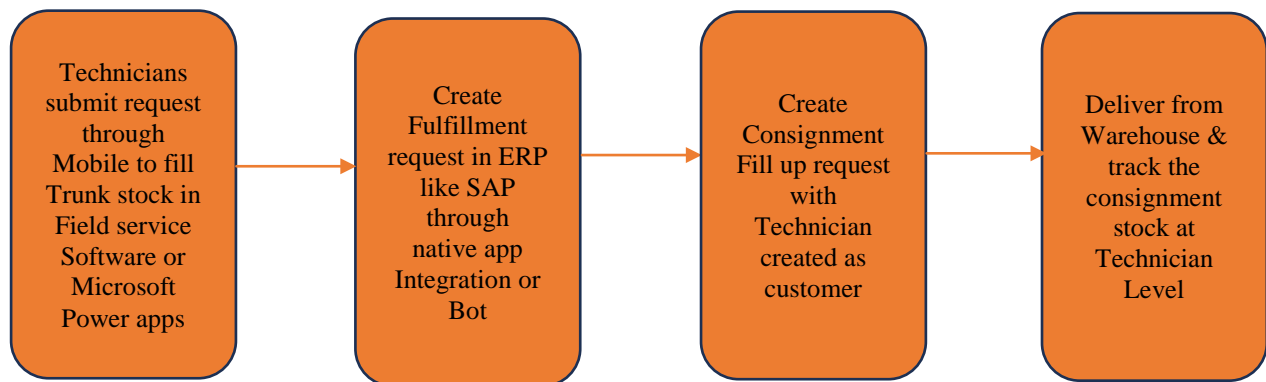 Technicians
submit request
through
Mobile to fill
Trunk stock in
Field service
Software or
Microsoft
Power apps
Create
Fulfillment
request in ERP
like SAP
through
native app
Integration or
Bot
Create
Consignment
Fill up request
with
Technician
created as
customer
Deliver from
Warehouse &
track the
consignment
stock at
Technician
Level